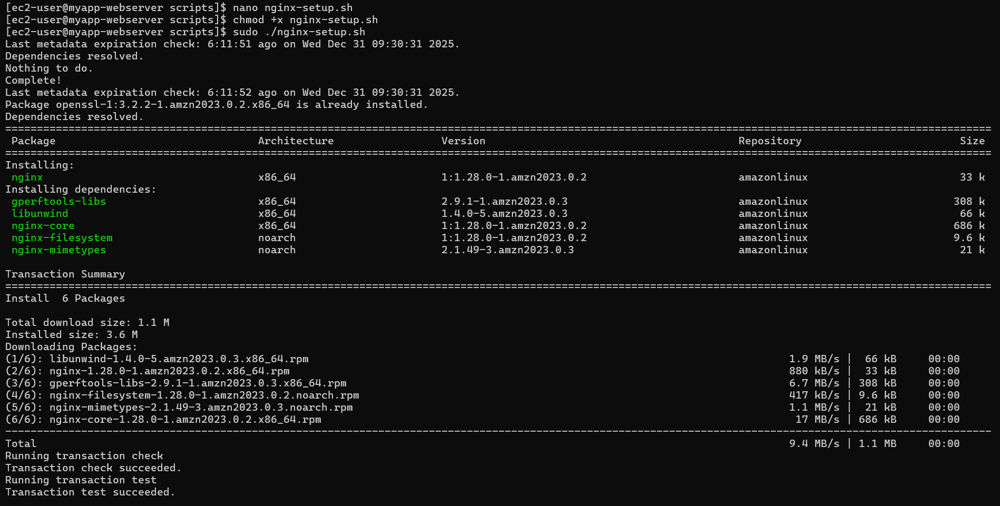 [ec2-user@myapp-webserver scripts]$ nano nginx-setup.sh
[ec2-user@myapp-webserver scripts]$ chmod +x nginx-setup.sh
[ec2-user@myapp-webserver scripts]$ sudo ./nginx-setup.sh
Last metadata expiration check: 6:11:51 ago on Wed Dec 31 09:30:31 2025.
Dependencies resolved.
Nothing to do.
Complete!
Last metadata expiration check: 6:11:52 ago on Wed Dec 31 09:30:31 2025.
Package openssl-1:3.2.2-1.amzn2023.0.2.x86_64 is already installed.
Dependencies resolved.
============================================================================================================================================================
Package Architecture Version Repository Size
============================================================================================================================================================
Installing:
nginx x86_64 1:1.28.0-1.amzn2023.0.2 amazonlinux 33 k
Installing dependencies:
gperftools-libs x86_64 2.9.1-1.amzn2023.0.3 amazonlinux 308 k
libunwind x86_64 1.4.0-5.amzn2023.0.3 amazonlinux 66 k
nginx-core x86_64 1:1.28.0-1.amzn2023.0.2 amazonlinux 686 k
nginx-filesystem noarch 1:1.28.0-1.amzn2023.0.2 amazonlinux 9.6 k
nginx-mimetypes noarch 2.1.49-3.amzn2023.0.3 amazonlinux 21 k
Transaction Summary
============================================================================================================================================================
Install  6 Packages
Total download size: 1.1 M
Installed size: 3.6 M
Downloading Packages:
(1/6): libunwind-1.4.0-5.amzn2023.0.3.x86_64.rpm 1.9 MB/s |  66 kB     00:00
(2/6): nginx-1.28.0-1.amzn2023.0.2.x86_64.rpm 880 kB/s |  33 kB     00:00
(3/6): gperftools-libs-2.9.1-1.amzn2023.0.3.x86_64.rpm 6.7 MB/s | 308 kB     00:00
(4/6): nginx-filesystem-1.28.0-1.amzn2023.0.2.noarch.rpm 417 kB/s | 9.6 kB     00:00
(5/6): nginx-mimetypes-2.1.49-3.amzn2023.0.3.noarch.rpm 1.1 MB/s |  21 kB     00:00
(6/6): nginx-core-1.28.0-1.amzn2023.0.2.x86_64.rpm 17 MB/s | 686 kB     00:00
------------------------------------------------------------------------------------------------------------------------------------------------------------
Total 9.4 MB/s | 1.1 MB     00:00
Running transaction check
Transaction check succeeded.
Running transaction test
Transaction test succeeded.